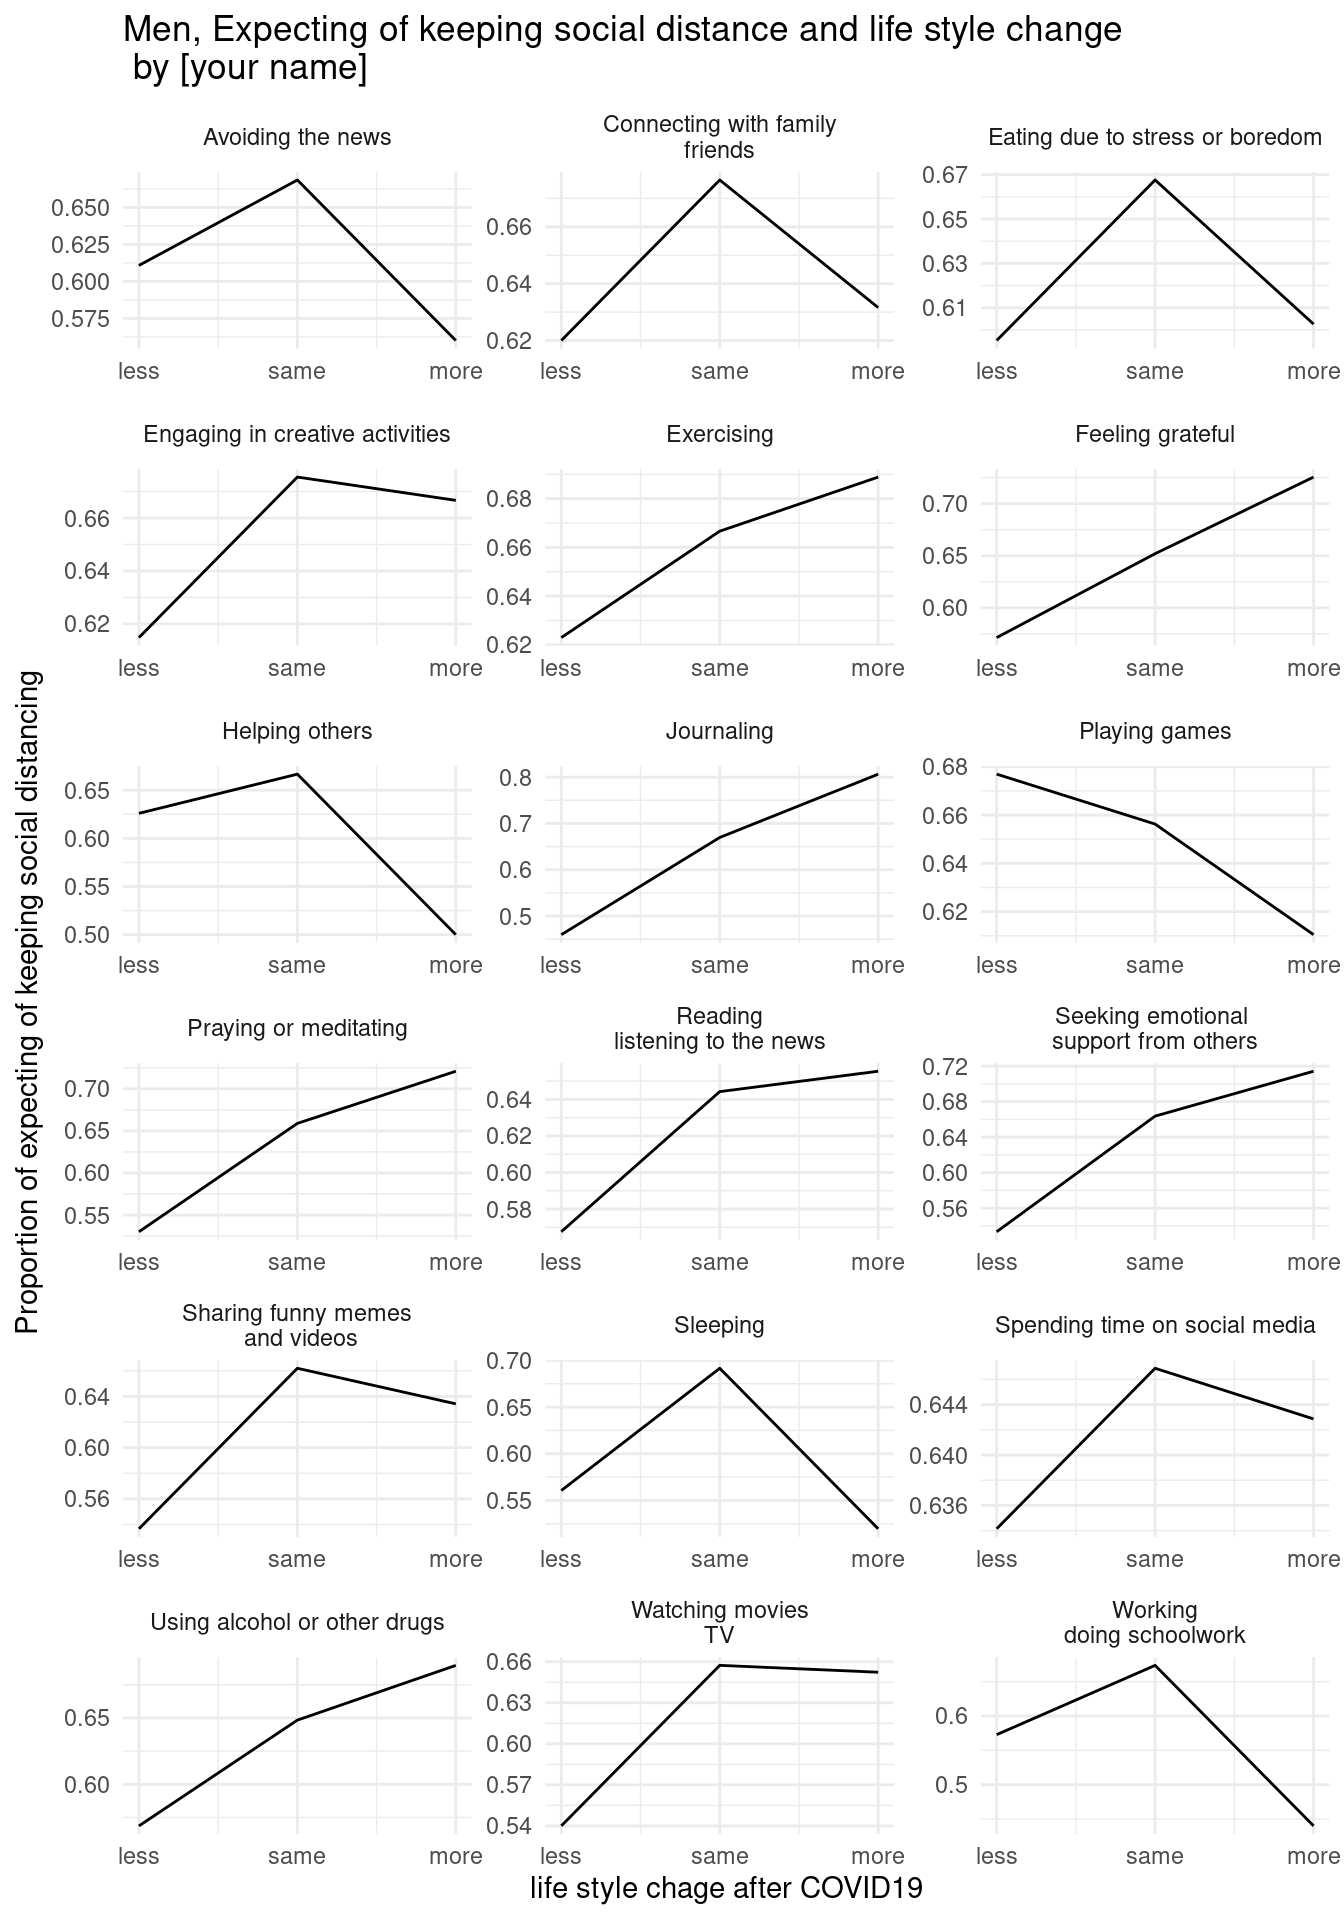 Men, Expecting of keeping social distance and life style change
by [your name]
Proportion of expecting of keeping social distancing
Avoiding the news
0.650
0.625
0.600
0.575
less same more
Connecting with family
friends
0.66
0.64
0.62
less same more
Eating due to stress or boredom
0.67
0.65
0.63
0.61
less same more
Engaging in creative activities
0.66
0.64
0.62
less same more
Exercising
0.68
0.66
0.64
0.62
less same more
Feeling grateful
0.70
0.65
0.60
less same more
Helping others
0.65
0.60
0.55
0.50
less same more
Journaling
0.8
0.7
0.6
0.5
less same more
Playing games
0.68
0.66
0.64
0.62
less same more
Praying or meditating
0.70
0.65
0.60
0.55
less same more
Reading
listening to the news
0.64
0.62
0.60
0.58
less same more
Seeking emotional
support from others
0.72
0.68
0.64
0.60
0.56
less same more
Sharing funny memes
and videos
0.64
0.60
0.56
less same more
Sleeping
0.70
0.65
0.60
0.55
less same more
Spending time on social media
0.644
0.640
0.636
less same more
Using alcohol or other drugs
0.65
0.60
less same more
Watching movies
TV
0.66
0.63
0.60
0.57
0.54
less same more
Working
doing schoolwork
0.6
0.5
less same more
life style chage after COVID19